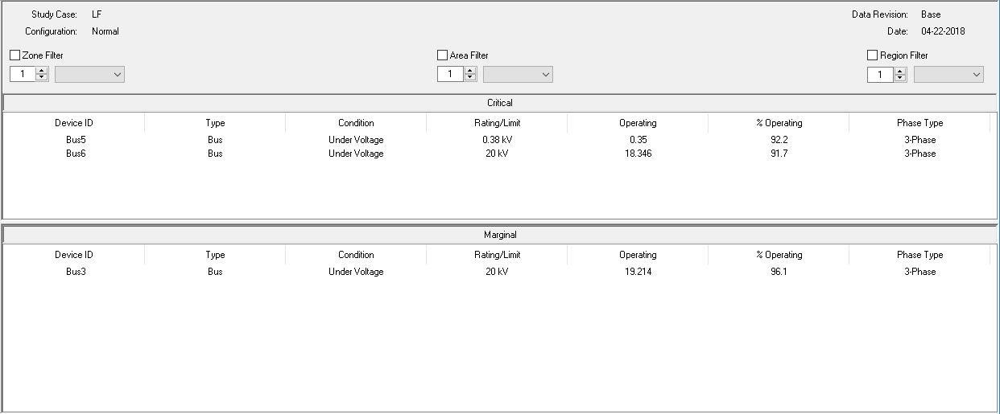 Study Case: LF Data Revision: Base
Configuration: Normal Date: 04-22-2018
Zone Filter Area Filter Region Filter
1 1 1
Critical
Device ID Type Condition Rating/Limit Operating % Operating Phase Type
Bus5 Bus Under Voltage 0.38 kV 0.35 92.2 3-Phase
Bus6 Bus Under Voltage 20 kV 18.346 91.7 3-Phase
Marginal
Device ID Type Condition Rating/Limit Operating % Operating Phase Type
Bus3 Bus Under Voltage 20 kV 19.214 96.1 3-Phase